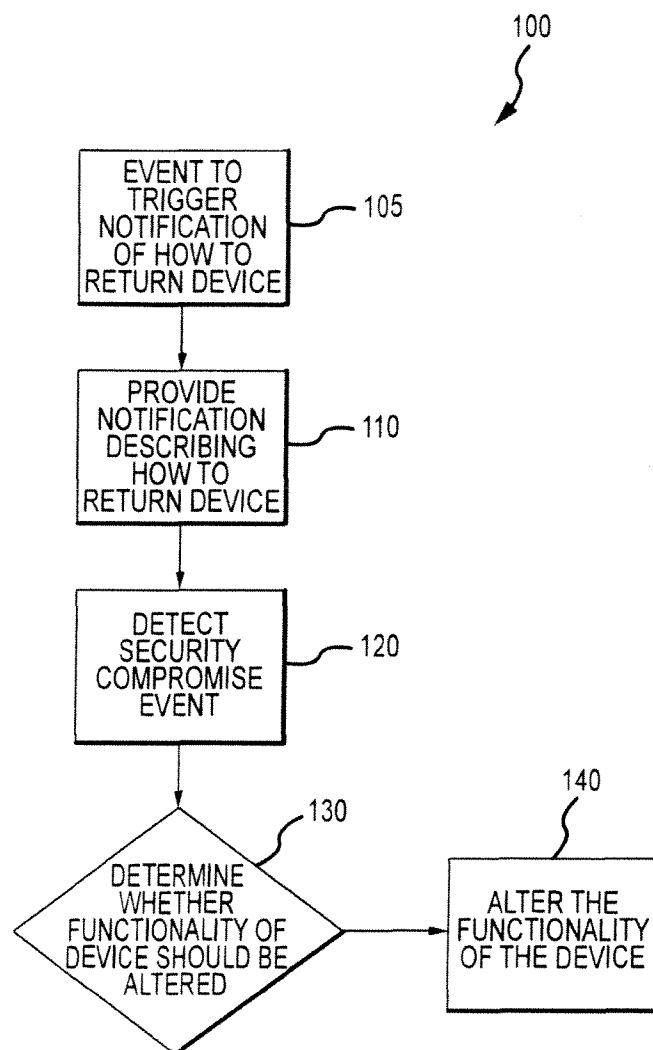 100
EVENT TO
TRIGGER
NOTIFICATION
OF HOW TO
RETURN DEVICE
105
PROVIDE
NOTIFICATION
DESCRIBING
HOW TO
RETURN DEVICE
110
DETECT
SECURITY
COMPROMISE
EVENT
120
130
DETERMINE
WHETHER
FUNCTIONALITY OF
DEVICE SHOULD BE
ALTERED
140
ALTER THE
FUNCTIONALITY
OF THE DEVICE